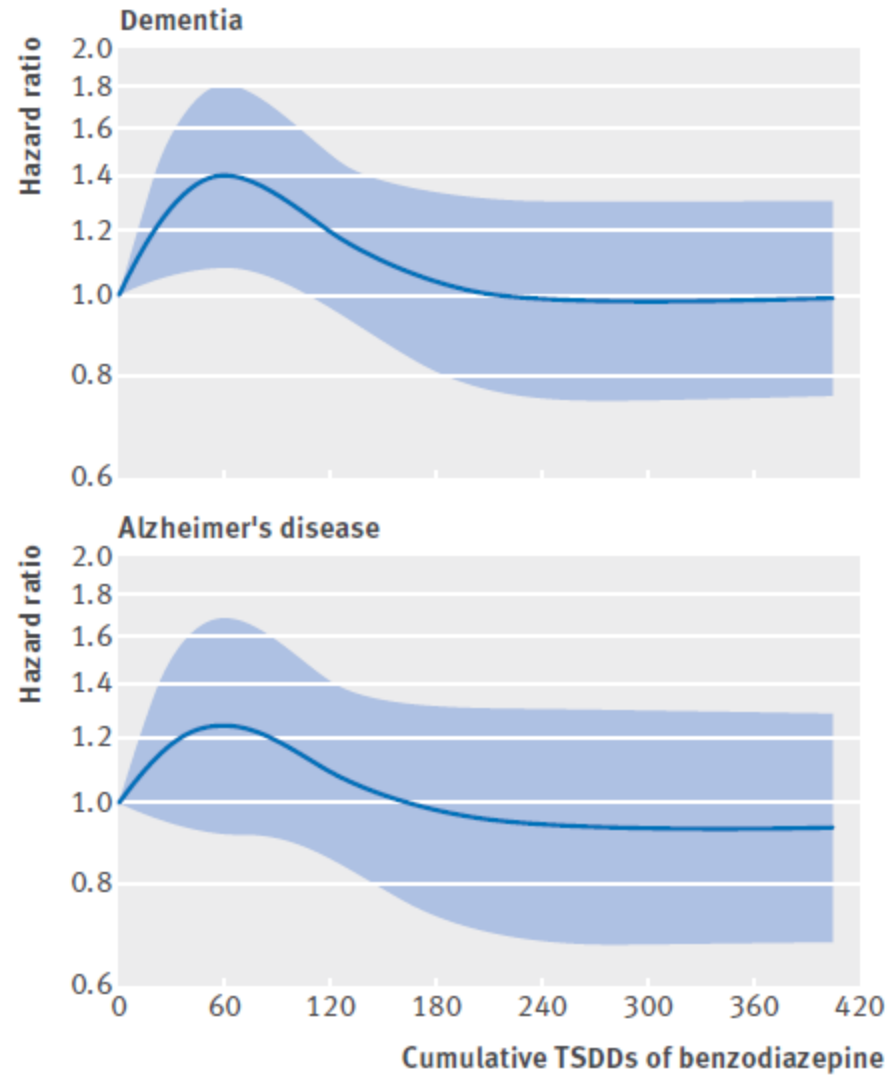 Dementia
Hazard ratio
2.0
1.8
1.6
1.4
1.2
1.0
0.8
0.6
Alzheimer's disease
Hazard ratio
2.0
1.8
1.6
1.4
1.2
1.0
0.8
0.6
0 60 120 180 240 300 360 420
Cumulative TSDDs of benzodiazepine